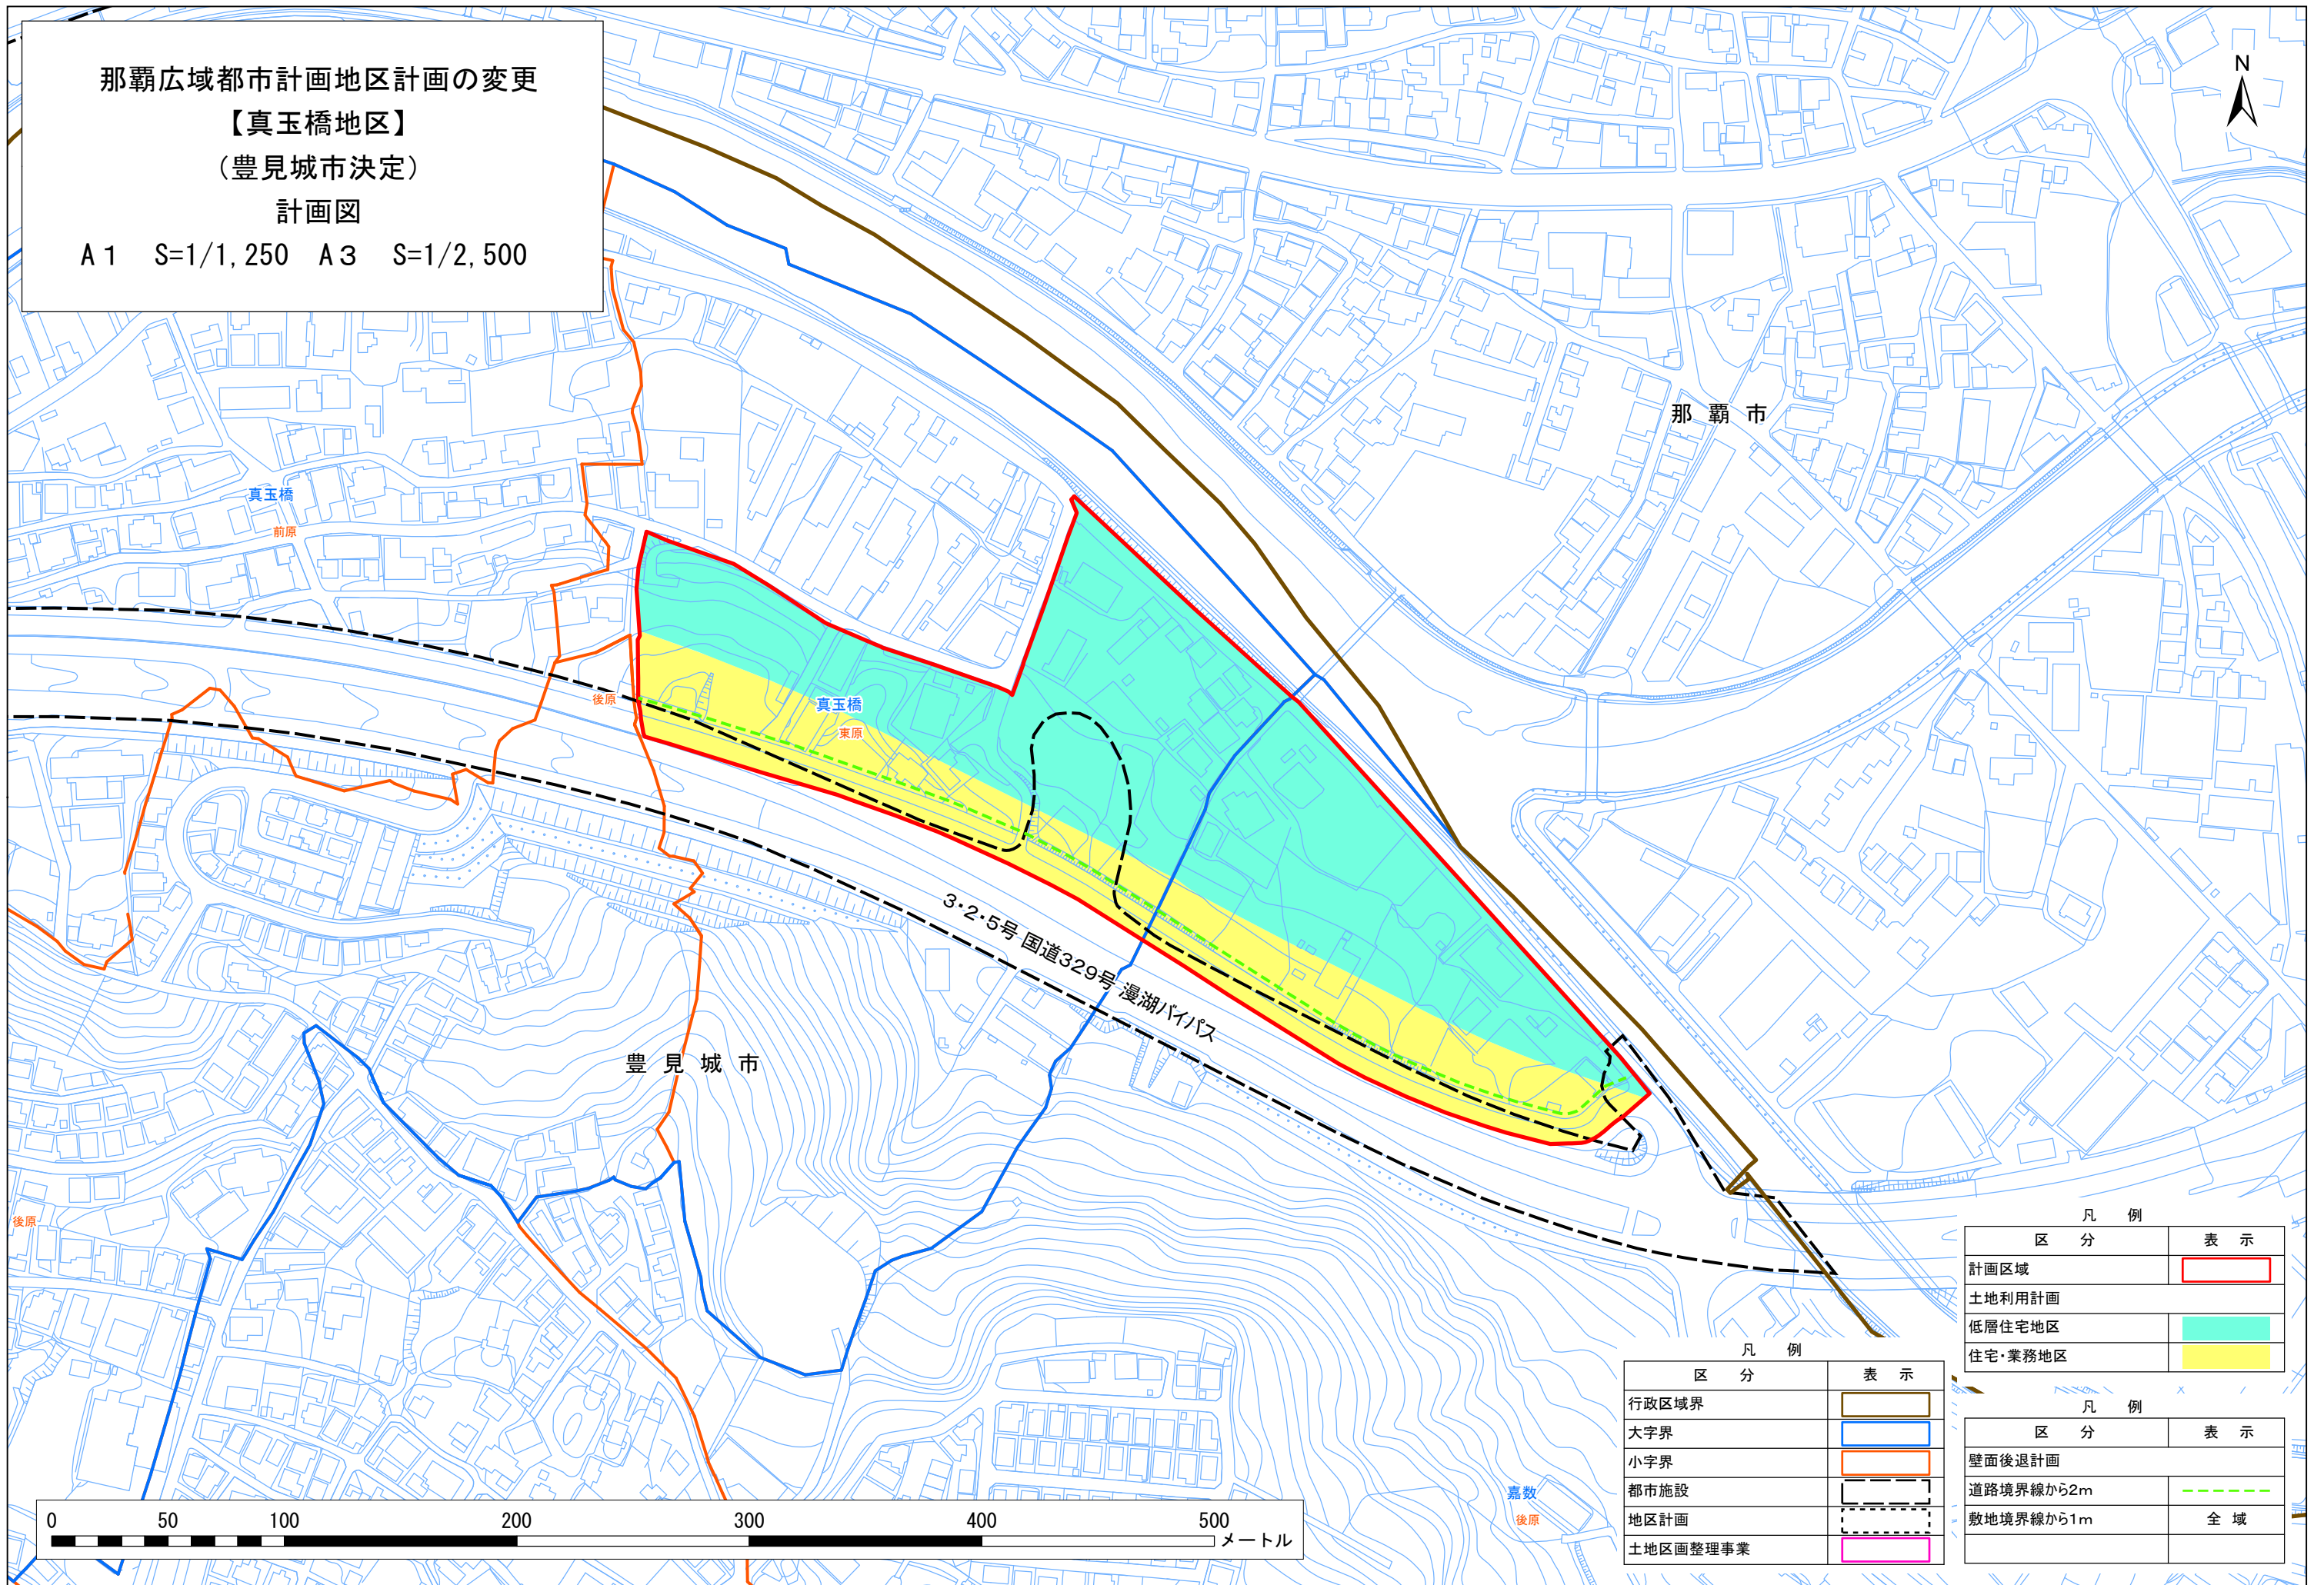 那覇広域都市計画地区計画の変更
【真玉橋地区】
（豊見城市決定）
計画図
A1 S=1/1,250 A3 S=1/2,500
N
那覇市
真玉橋
前原
後原
真玉橋
東原
3・2・5号 国道329号 漫湖バイパス
豊見城市
後原
嘉数
後原
0 50 100 200 300 400 500
メートル
凡 例
区 分 表 示
行政区域界
大字界
小字界
都市施設
地区計画
土地区画整理事業
凡 例
区 分 表 示
計画区域
土地利用計画
低層住宅地区
住宅・業務地区
凡 例
区 分 表 示
壁面後退計画
道路境界線から2m
敷地境界線から1m 全 域